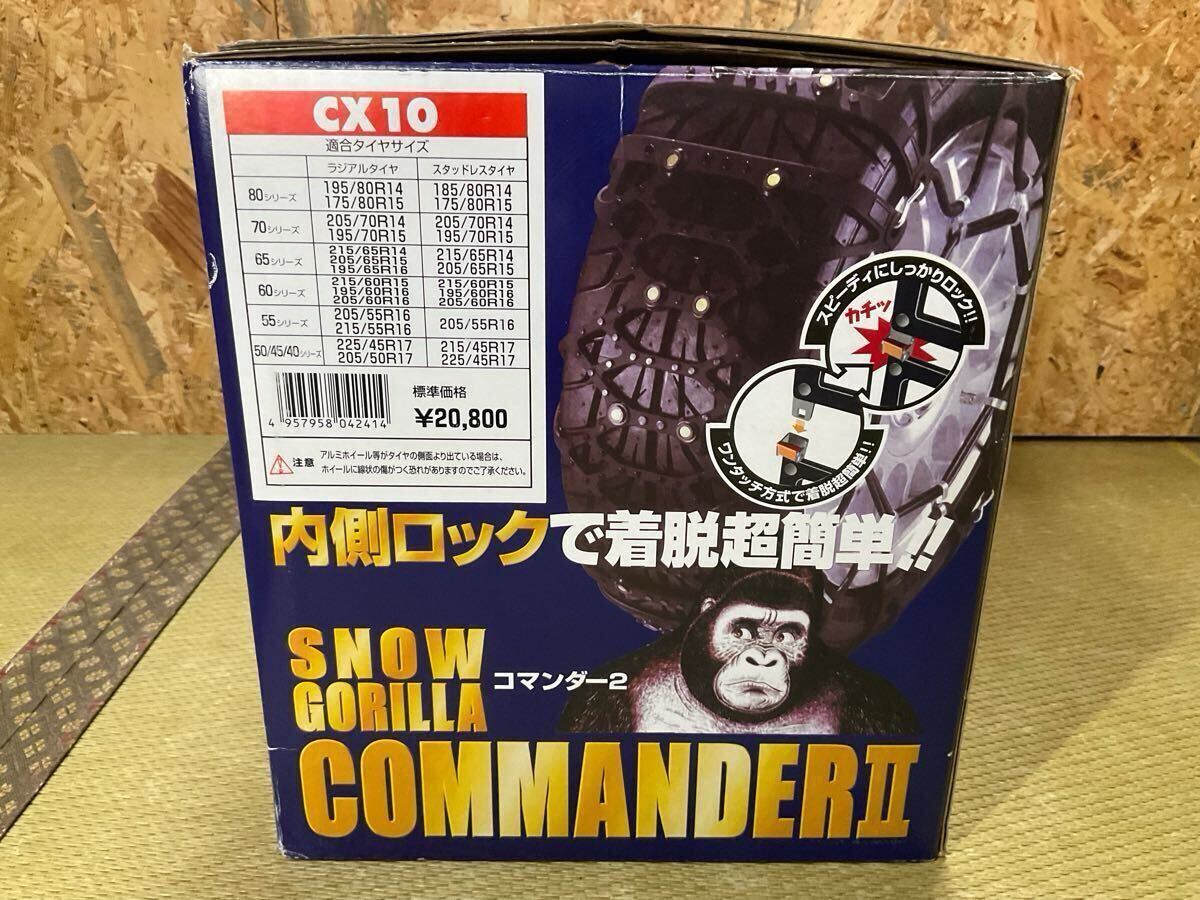 CX10
適合タイヤサイズ
ラジアルタイヤ スタッドレスタイヤ
80シリーズ 195/80R14 185/80R14
175/80R15 175/80R15
70シリーズ 205/70R14 205/70R14
195/70R15 195/70R15
65シリーズ 215/65R14 215/65R14
205/65R15 205/65R15
195/65R16
60シリーズ 215/60R15 215/60R15
195/60R16 195/60R16
205/60R16 205/60R16
55シリーズ 205/55R16 205/55R16
215/55R16
50/45/40シリーズ 225/45R17 215/45R17
205/50R17 225/45R17
4 957958 042414
標準価格
¥20,800
注意 アルミホイール等がタイヤの側面より出ている場合は、
ホイールに線状の傷がつく恐れがありますのでご了承ください。
スピーディにしっかりロック!!
カチッ
ワンタッチ方式で着脱超簡単!!
内側ロックで着脱超簡単!!
SNOW
GORILLA
コマンダー2
COMMANDERⅡ